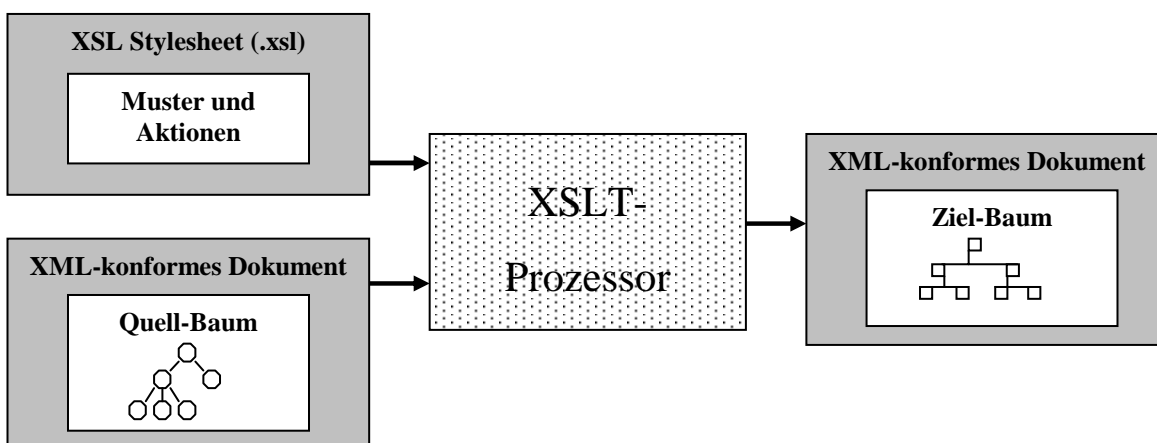 XSL Stylesheet (.xsl)
Muster und
Aktionen
XML-konformes Dokument
Quell-Baum
XSLT-
Prozessor
XML-konformes Dokument
Ziel-Baum